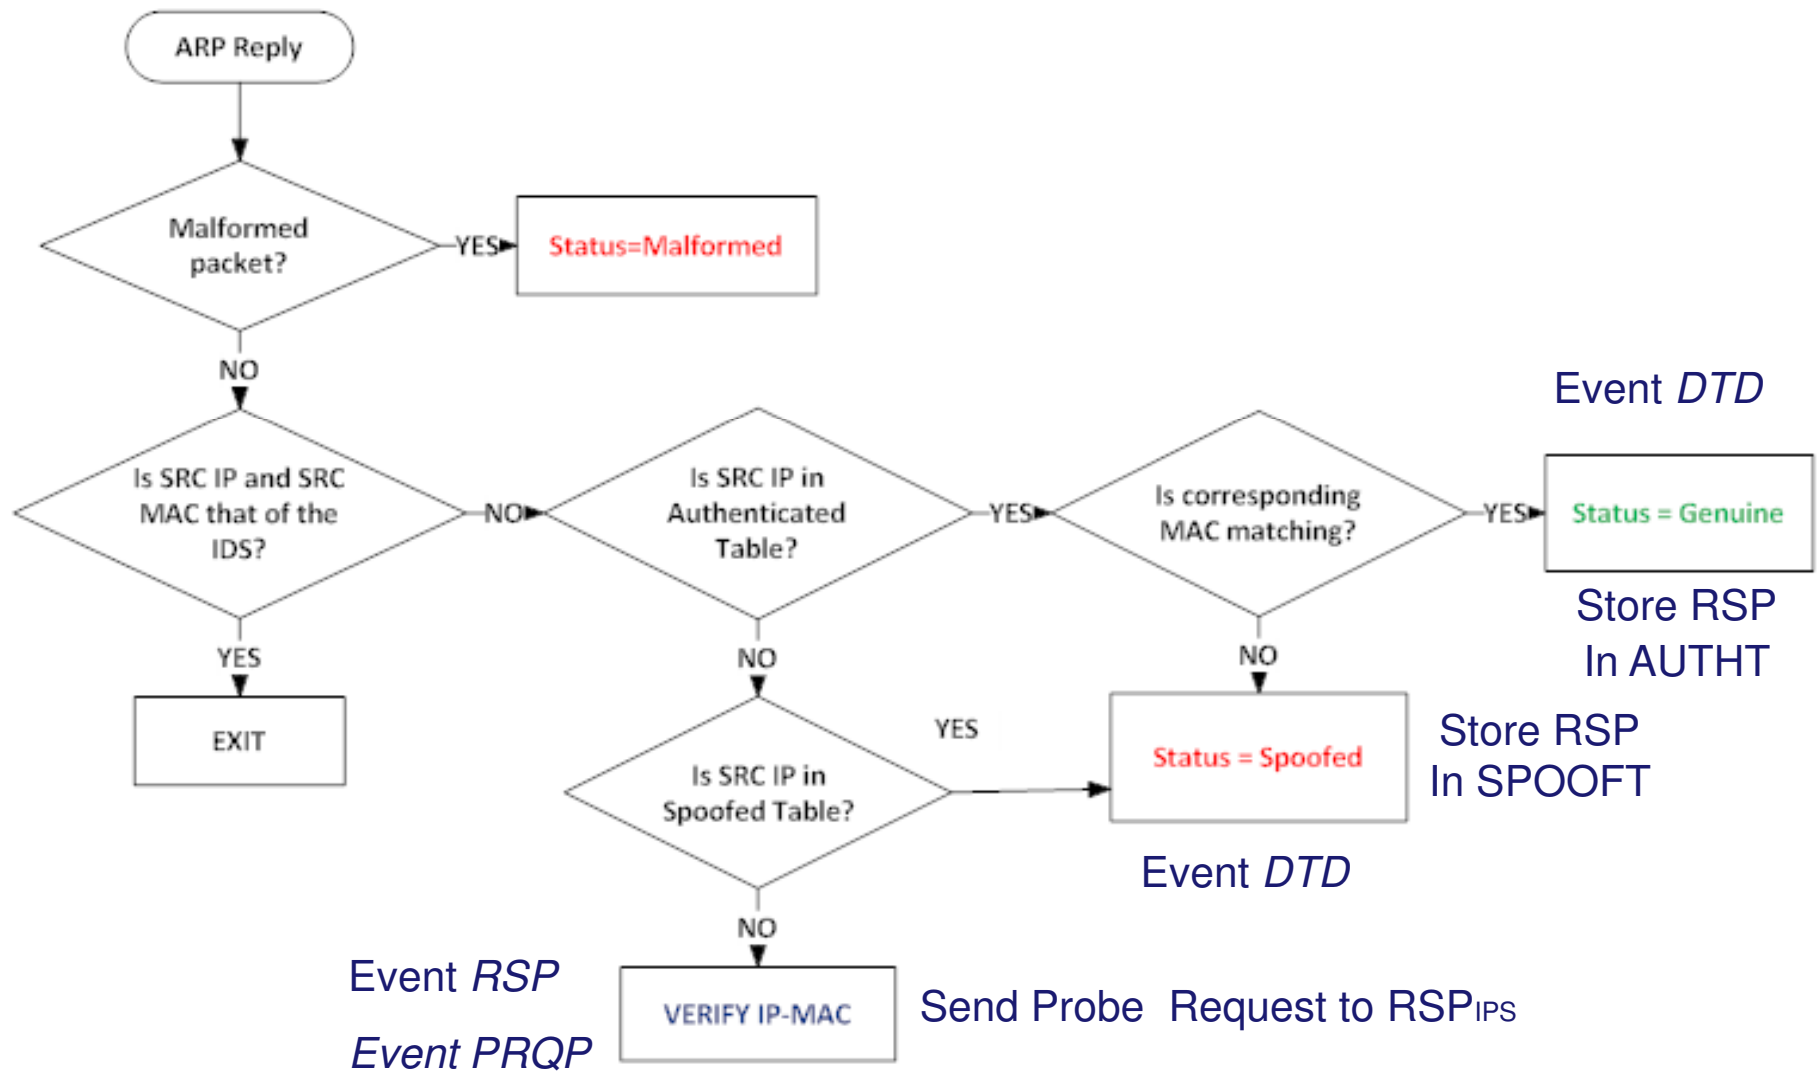 ARP Reply
Malformed
packet?
YES
Status=Malformed
NO
Event DTD
Is SRC IP and SRC
MAC that of the
IDS?
NO
Is SRC IP in
Authenticated
Table?
YES
Is corresponding
MAC matching?
YES
Status = Genuine
Store RSP
In AUTHT
YES
NO
NO
EXIT
YES
Is SRC IP in
Spoofed Table?
Status = Spoofed
Store RSP
In SPOOFT
Event DTD
NO
Event RSP
Event PRQP
VERIFY IP-MAC
Send Probe Request to RSPIPS